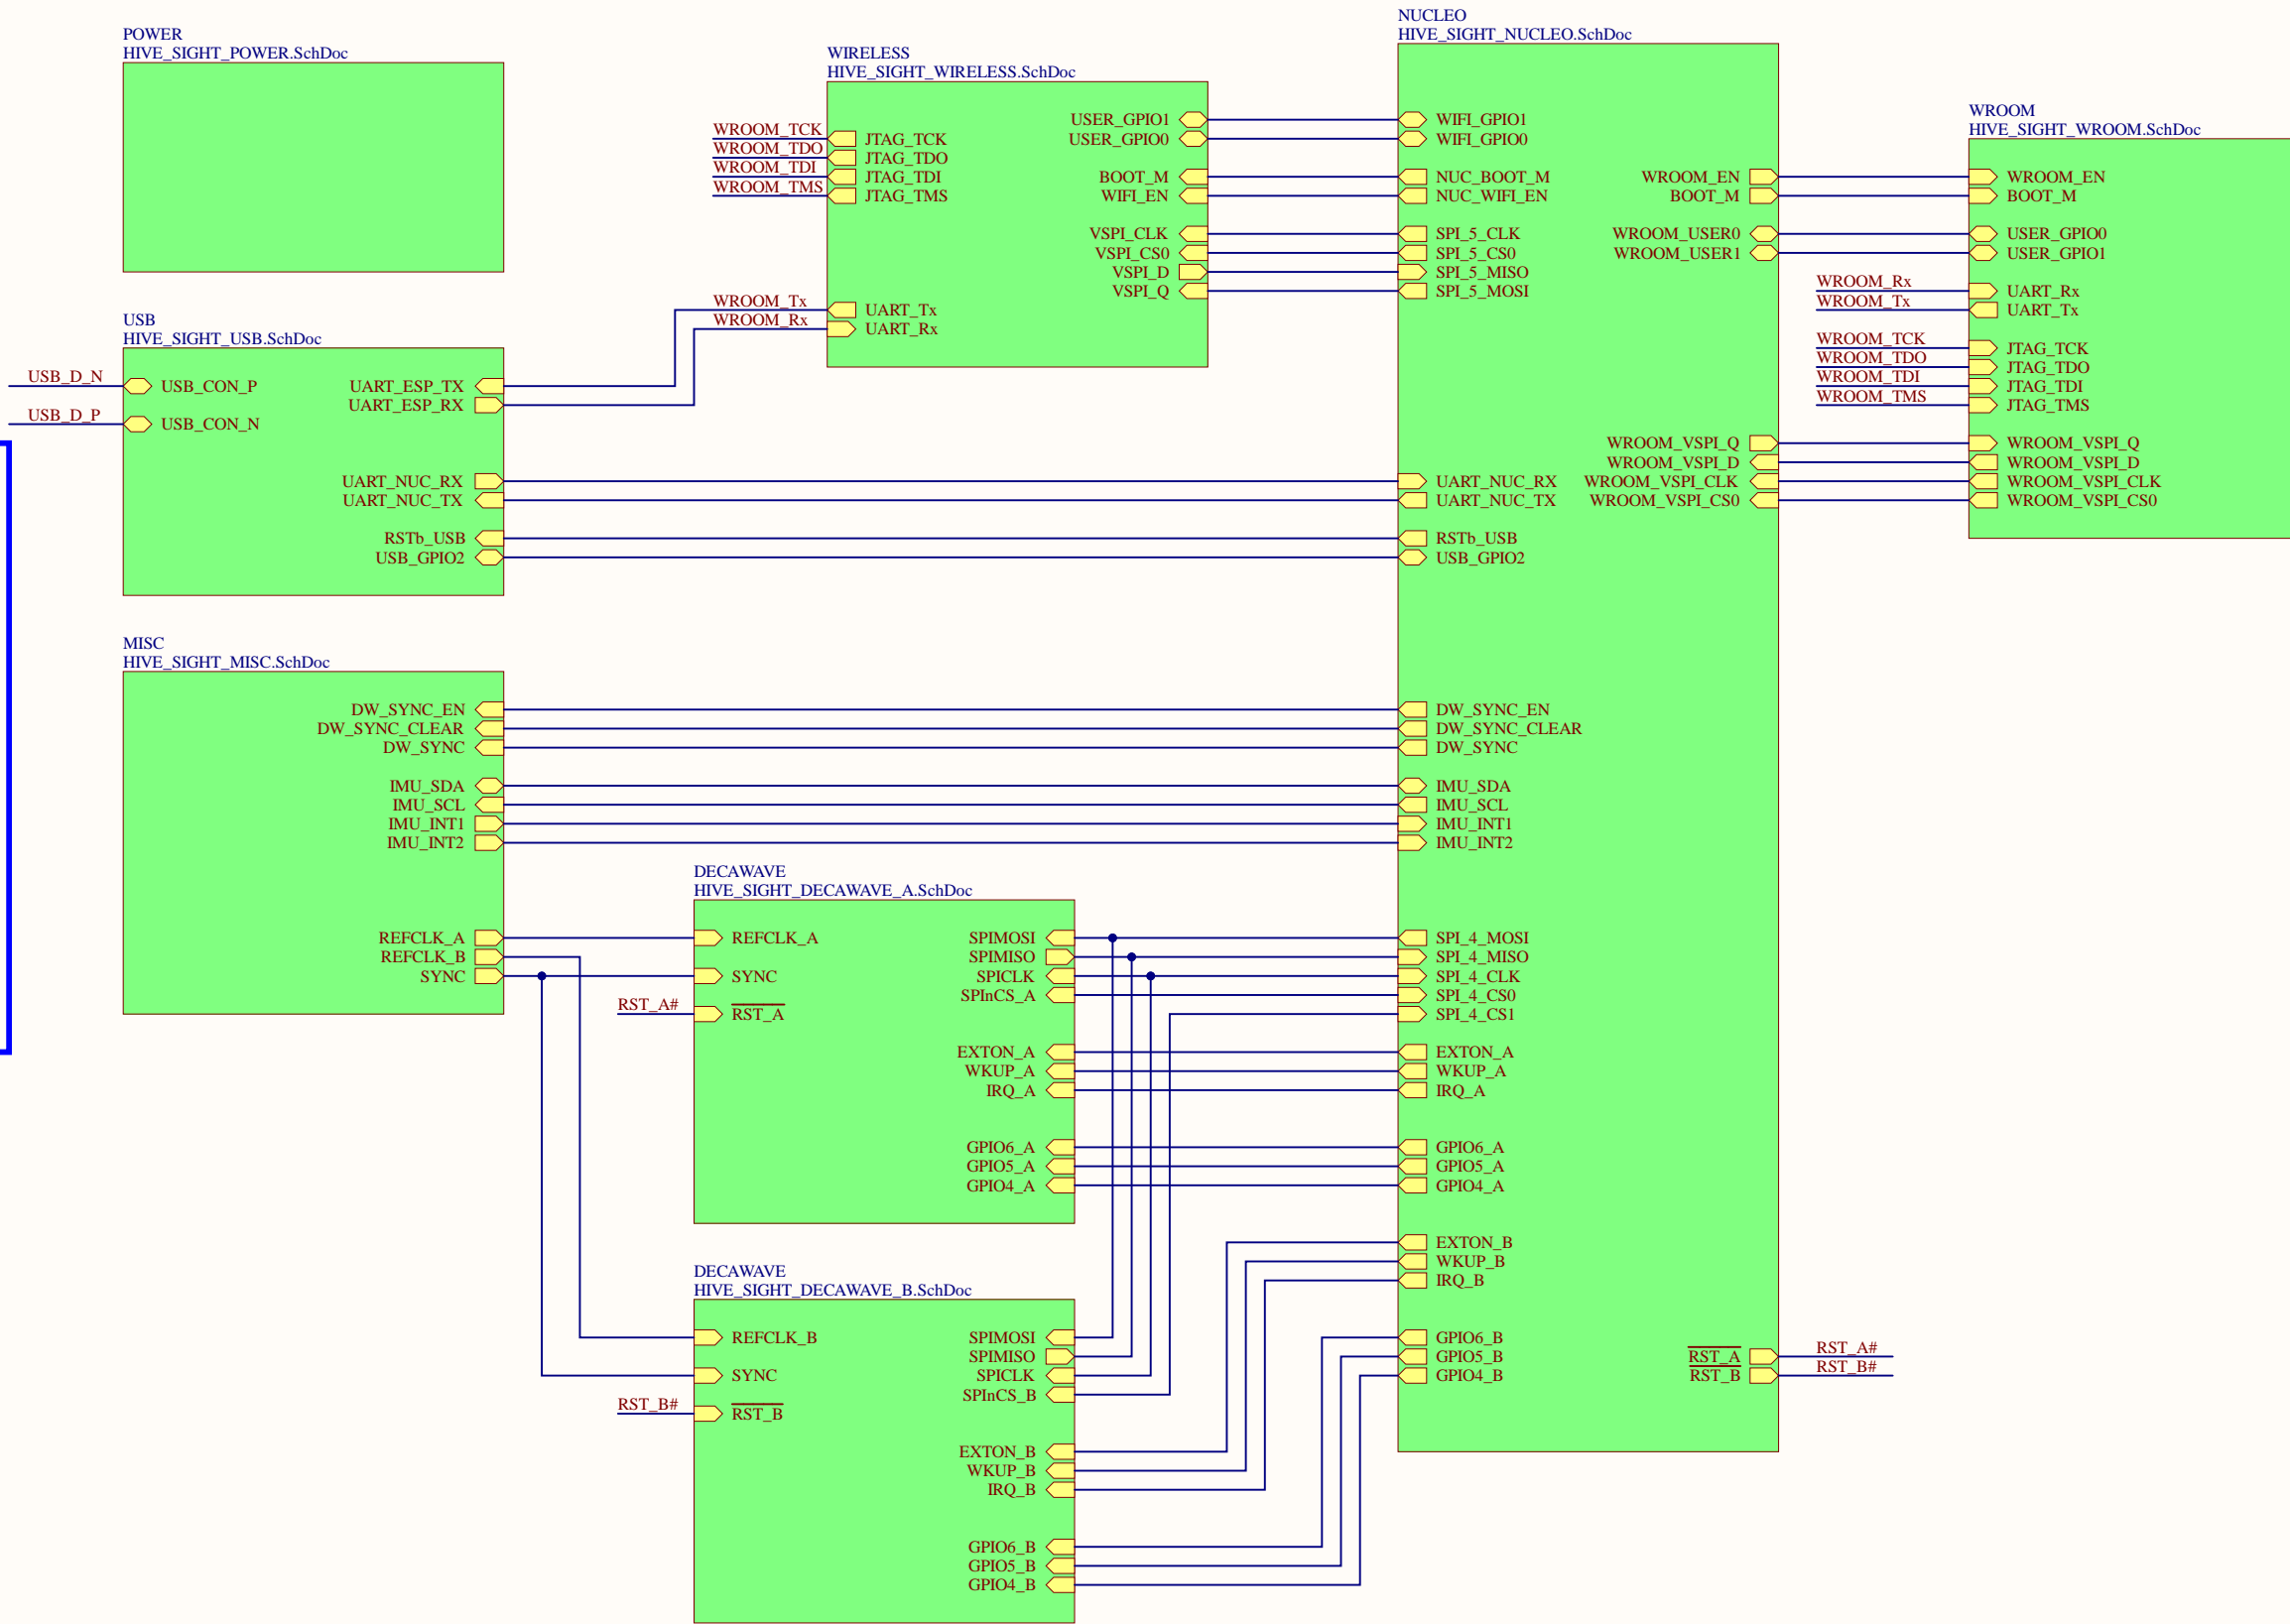 POWER
HIVE_SIGHT_POWER.SchDoc
USB
HIVE_SIGHT_USB.SchDoc
USB_D_N
USB_D_P
USB_CON_P
USB_CON_N
UART_ESP_TX
UART_ESP_RX
UART_NUC_RX
UART_NUC_TX
RSTb_USB
USB_GPIO2
MISC
HIVE_SIGHT_MISC.SchDoc
DW_SYNC_EN
DW_SYNC_CLEAR
DW_SYNC
IMU_SDA
IMU_SCL
IMU_INT1
IMU_INT2
REFCLK_A
REFCLK_B
SYNC
WIRELESS
HIVE_SIGHT_WIRELESS.SchDoc
WROOM_TCK
WROOM_TDO
WROOM_TDI
WROOM_TMS
JTAG_TCK
JTAG_TDO
JTAG_TDI
JTAG_TMS
WROOM_Tx
WROOM_Rx
UART_Tx
UART_Rx
USER_GPIO1
USER_GPIO0
BOOT_M
WIFI_EN
VSPI_CLK
VSPI_CS0
VSPI_D
VSPI_Q
DECAWAVE
HIVE_SIGHT_DECAWAVE_A.SchDoc
REFCLK_A
SYNC
RST_A#
RST_A
SPIMOSI
SPIMISO
SPICLK
SPInCS_A
EXTON_A
WKUP_A
IRQ_A
GPIO6_A
GPIO5_A
GPIO4_A
DECAWAVE
HIVE_SIGHT_DECAWAVE_B.SchDoc
REFCLK_B
SYNC
RST_B#
RST_B
SPIMOSI
SPIMISO
SPICLK
SPInCS_B
EXTON_B
WKUP_B
IRQ_B
GPIO6_B
GPIO5_B
GPIO4_B
NUCLEO
HIVE_SIGHT_NUCLEO.SchDoc
WIFI_GPIO1
WIFI_GPIO0
NUC_BOOT_M
NUC_WIFI_EN
SPI_5_CLK
SPI_5_CS0
SPI_5_MISO
SPI_5_MOSI
UART_NUC_RX
UART_NUC_TX
RSTb_USB
USB_GPIO2
DW_SYNC_EN
DW_SYNC_CLEAR
DW_SYNC
IMU_SDA
IMU_SCL
IMU_INT1
IMU_INT2
SPI_4_MOSI
SPI_4_MISO
SPI_4_CLK
SPI_4_CS0
SPI_4_CS1
EXTON_A
WKUP_A
IRQ_A
GPIO6_A
GPIO5_A
GPIO4_A
EXTON_B
WKUP_B
IRQ_B
GPIO6_B
GPIO5_B
GPIO4_B
WROOM_EN
BOOT_M
WROOM_USER0
WROOM_USER1
WROOM_VSPI_Q
WROOM_VSPI_D
WROOM_VSPI_CLK
WROOM_VSPI_CS0
RST_A
RST_B
RST_A#
RST_B#
WROOM
HIVE_SIGHT_WROOM.SchDoc
WROOM_EN
BOOT_M
USER_GPIO0
USER_GPIO1
WROOM_Rx
WROOM_Tx
UART_Rx
UART_Tx
WROOM_TCK
WROOM_TDO
WROOM_TDI
WROOM_TMS
JTAG_TCK
JTAG_TDO
JTAG_TDI
JTAG_TMS
WROOM_VSPI_Q
WROOM_VSPI_D
WROOM_VSPI_CLK
WROOM_VSPI_CS0